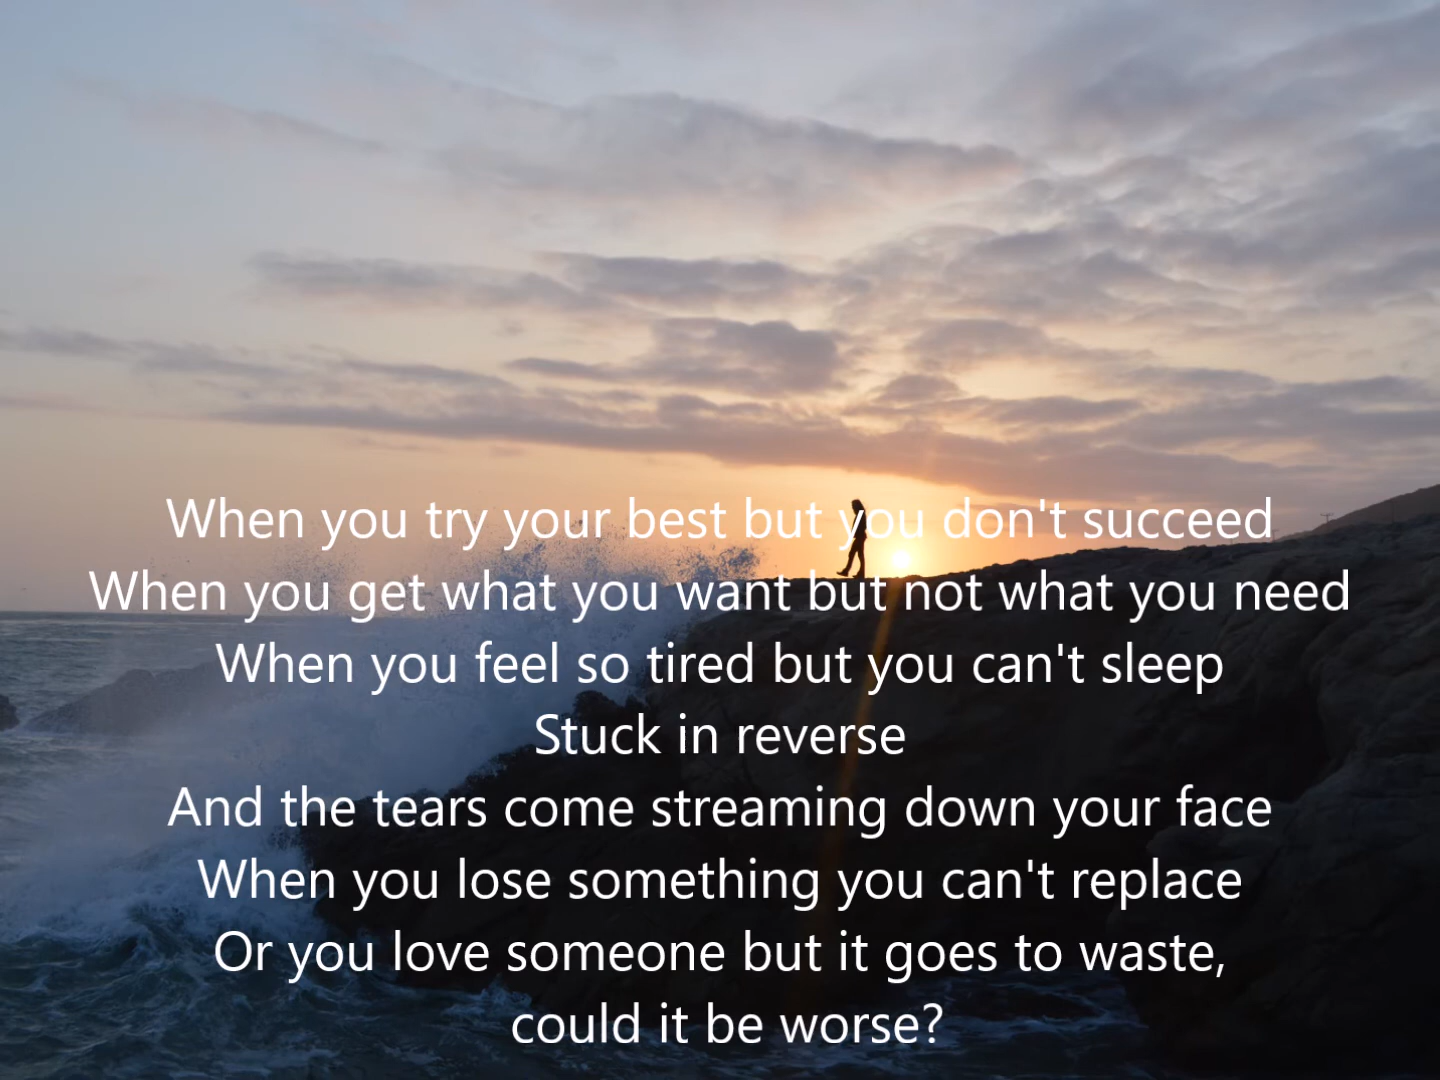 When you try your best but you don't succeed
When you get what you want but not what you need
When you feel so tired but you can't sleep
Stuck in reverse
And the tears come streaming down your face
When you lose something you can't replace
Or you love someone but it goes to waste,
could it be worse?